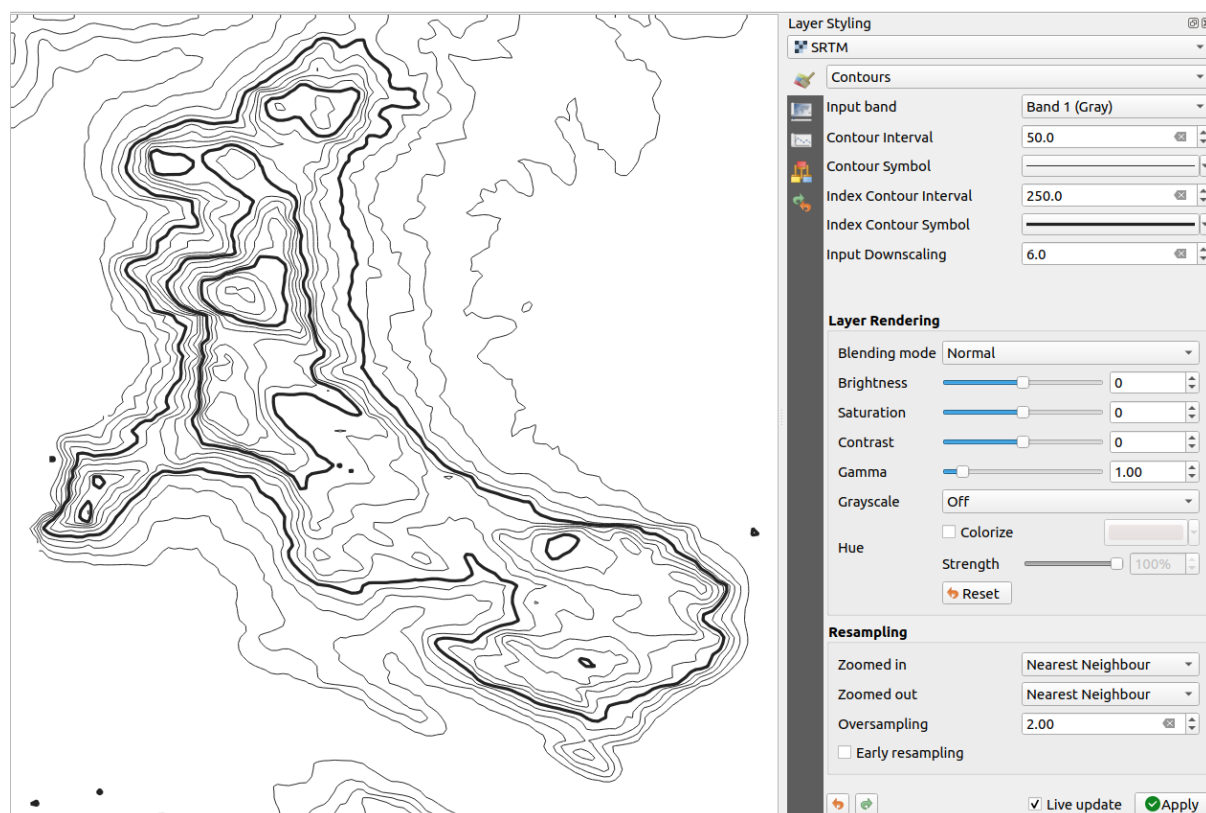 Layer Styling
SRTM
Contours
Input band Band 1 (Gray)
Contour Interval 50.0
Contour Symbol
Index Contour Interval 250.0
Index Contour Symbol
Input Downscaling 6.0
Layer Rendering
Blending mode Normal
Brightness 0
Saturation 0
Contrast 0
Gamma 1.00
Grayscale Off
Hue Colorize
Strength 100%
Reset
Resampling
Zoomed in Nearest Neighbour
Zoomed out Nearest Neighbour
Oversampling 2.00
Early resampling
Live update Apply